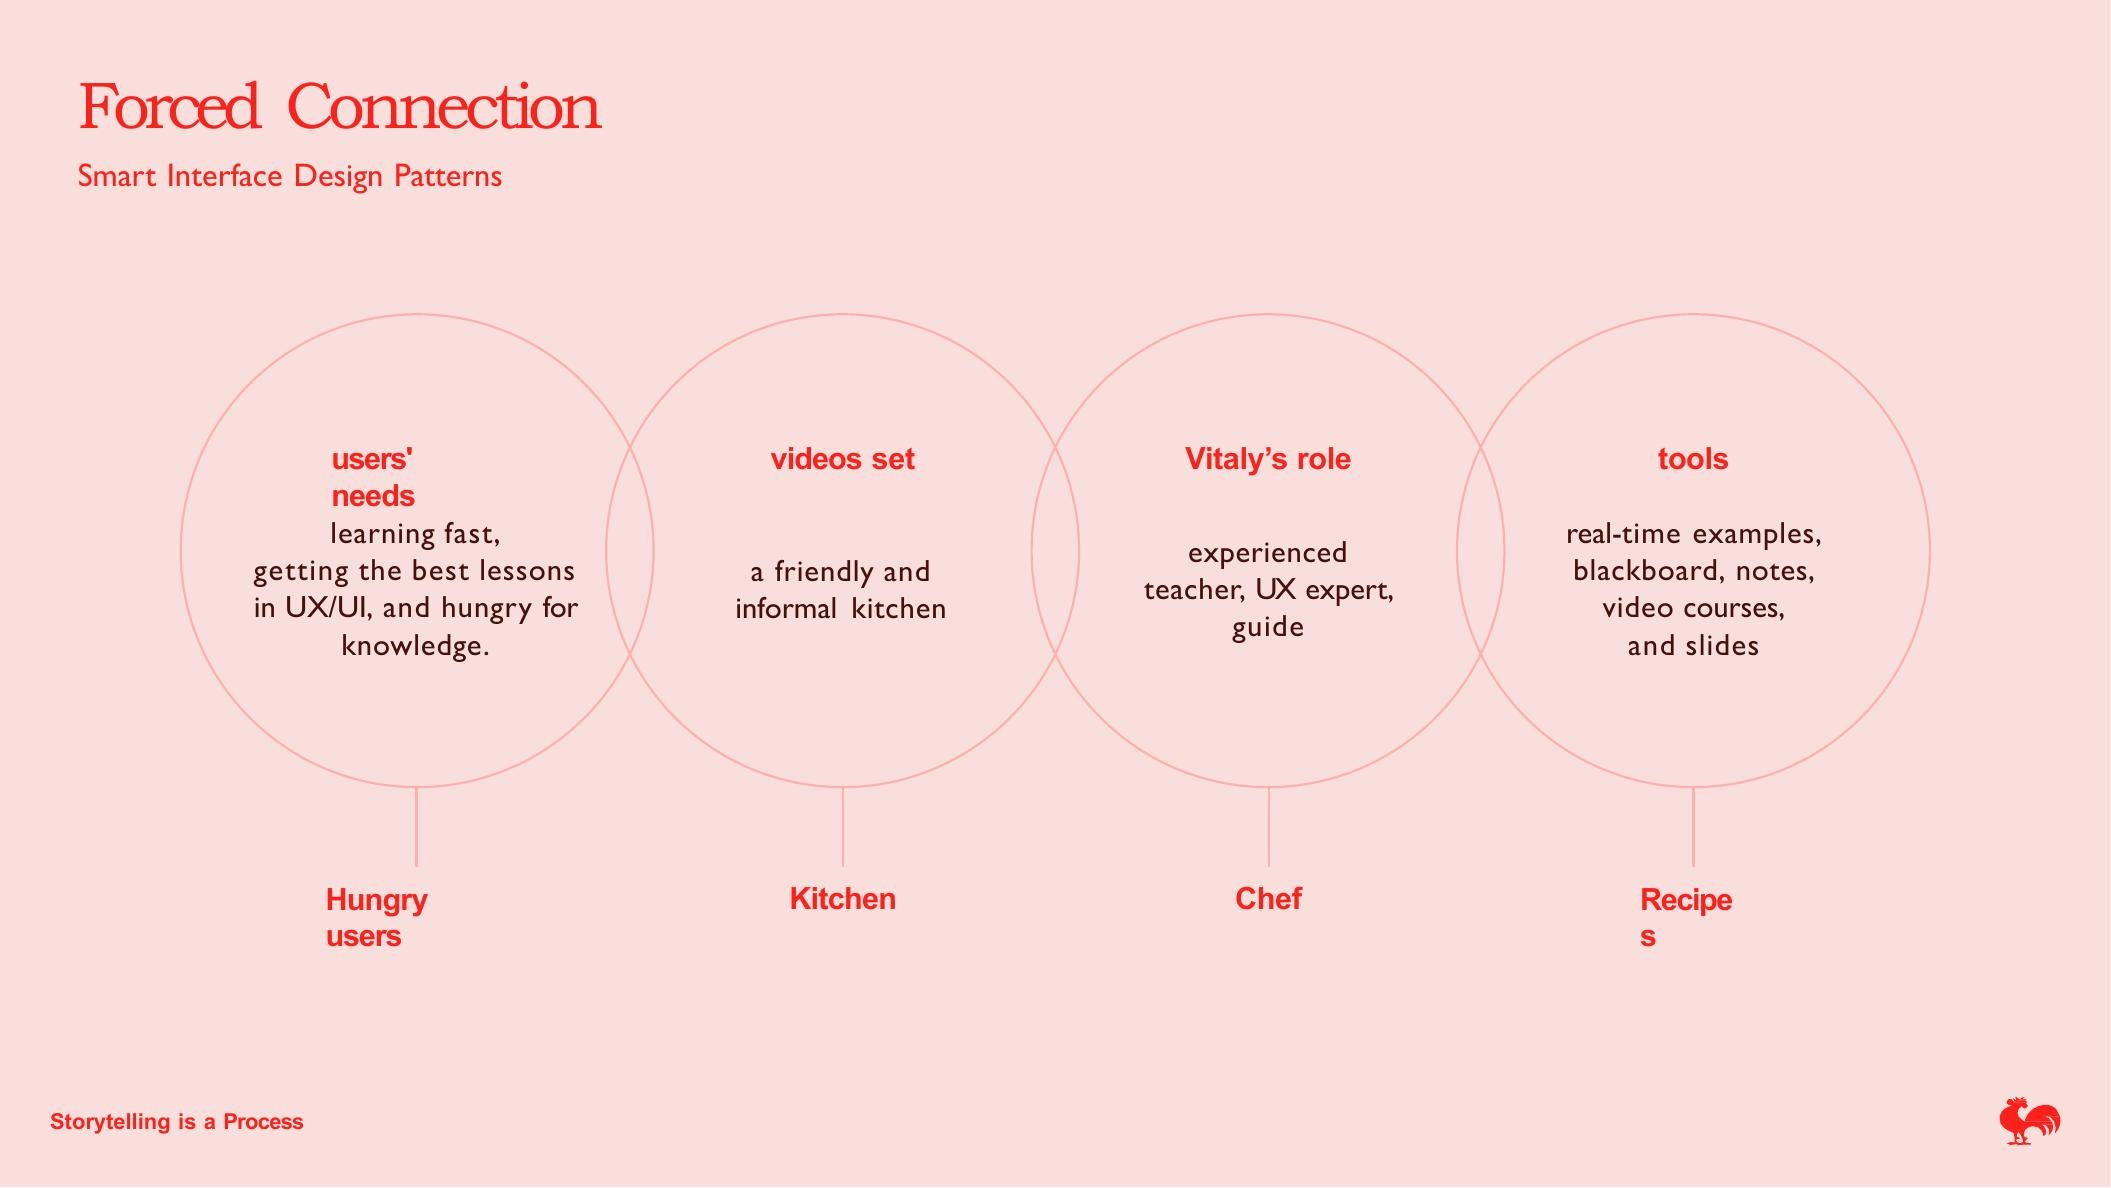 Forced Connection
Smart Interface Design Patterns
users'
needs
learning fast,
getting the best lessons
in UX/UI, and hungry for
knowledge.
videos set
a friendly and
informal kitchen
Vitaly’s role
experienced
teacher, UX expert,
guide
tools
real-time examples,
blackboard, notes,
video courses,
and slides
Hungry
users
Kitchen
Chef
Recipe
s
Storytelling is a Process